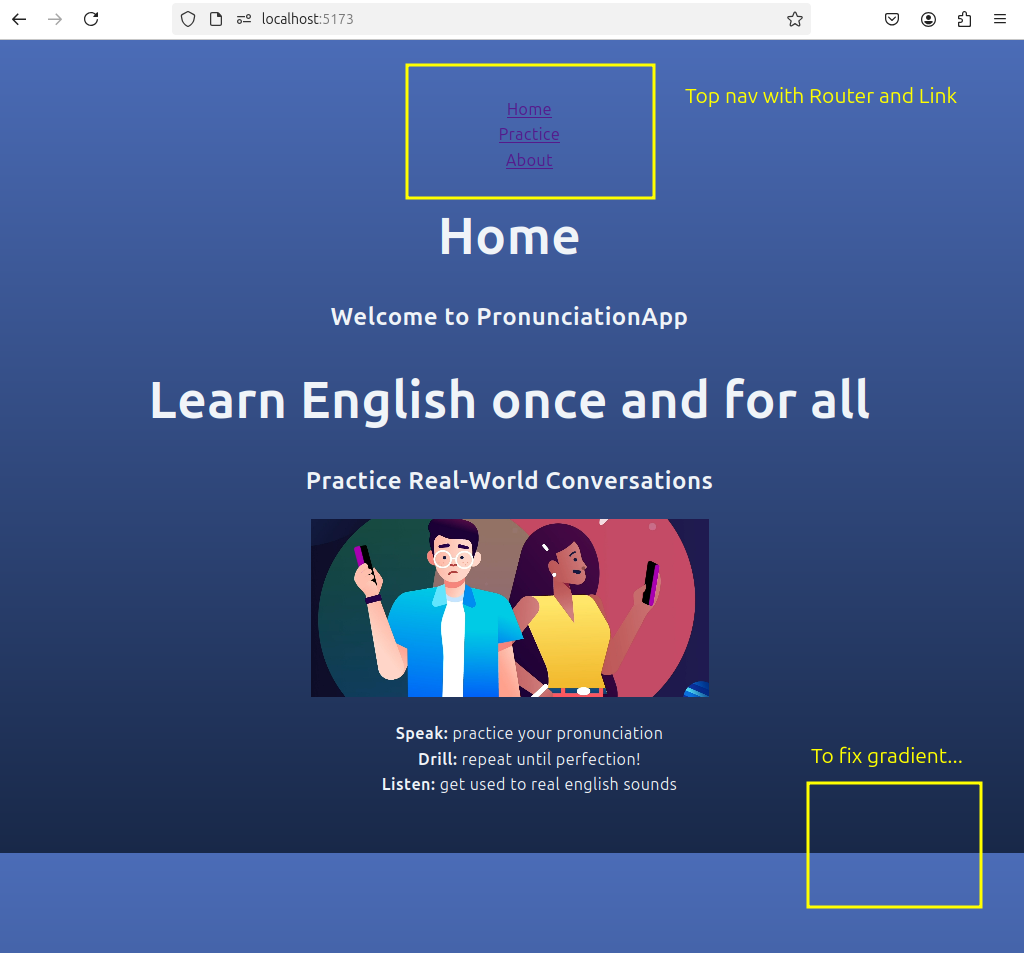 localhost:5173
Home
Practice
About
Top nav with Router and Link
Home
Welcome to PronunciationApp
Learn English once and for all
Practice Real-World Conversations
Speak: practice your pronunciation
Drill: repeat until perfection!
Listen: get used to real english sounds
To fix gradient...